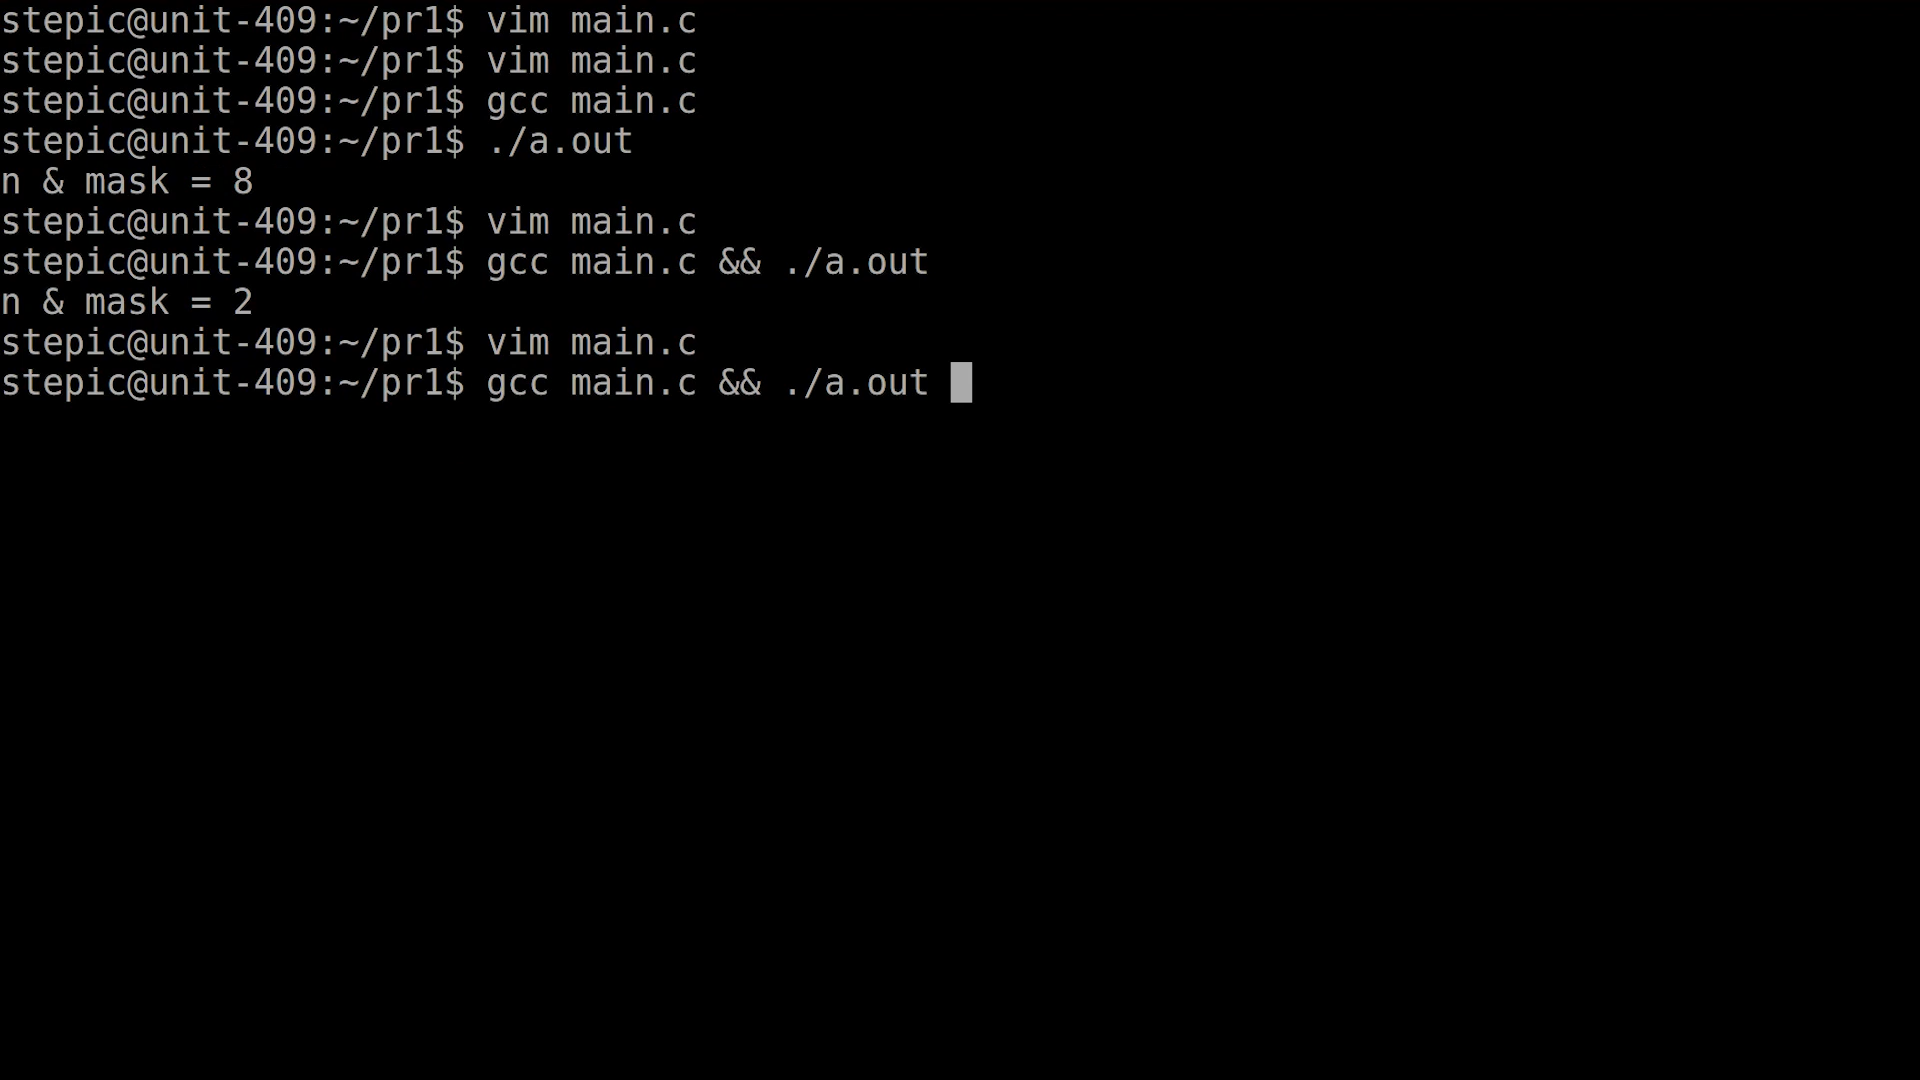 stepic@unit-409:~/pr1$ vim main.c
stepic@unit-409:~/pr1$ vim main.c
stepic@unit-409:~/pr1$ gcc main.c
stepic@unit-409:~/pr1$ ./a.out
n & mask = 8
stepic@unit-409:~/pr1$ vim main.c
stepic@unit-409:~/pr1$ gcc main.c && ./a.out
n & mask = 2
stepic@unit-409:~/pr1$ vim main.c
stepic@unit-409:~/pr1$ gcc main.c && ./a.out